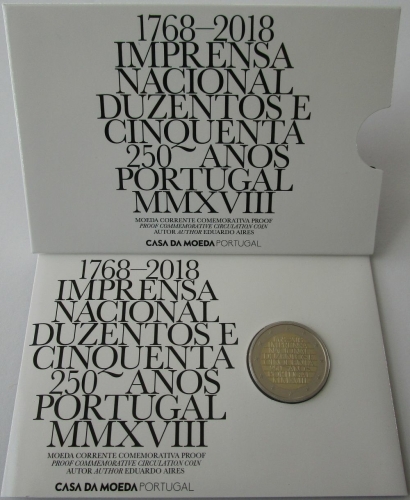 1768–2018
IMPRENSA
NACIONAL
DUZENTOS E
CINQUENTA
250 ANOS
PORTUGAL
MMXVIII
MOEDA CORRENTE COMEMORATIVA PROOF
PROOF COMMEMORATIVE CIRCULATION COIN
AUTOR AUTHOR EDUARDO AIRES
CASA DA MOEDA PORTUGAL
1768–2018
IMPRENSA
NACIONAL
DUZENTOS E
CINQUENTA
250 ANOS
PORTUGAL
MMXVIII
MOEDA CORRENTE COMEMORATIVA PROOF
PROOF COMMEMORATIVE CIRCULATION COIN
AUTOR AUTHOR EDUARDO AIRES
CASA DA MOEDA PORTUGAL